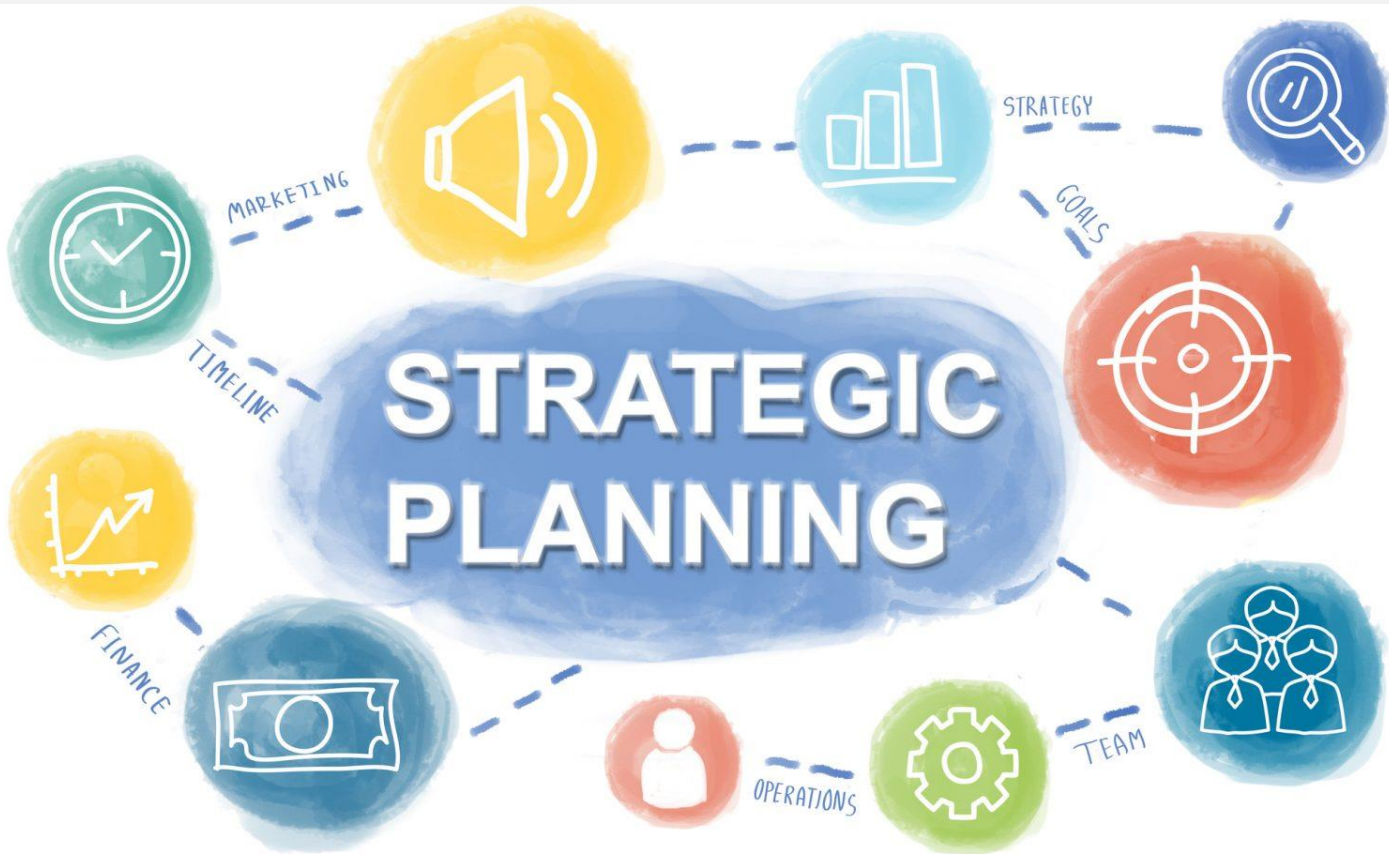 STRATEGY
MARKETING
GOALS
TIMELINE
STRATEGIC
PLANNING
FINANCE
TEAM
OPERATIONS